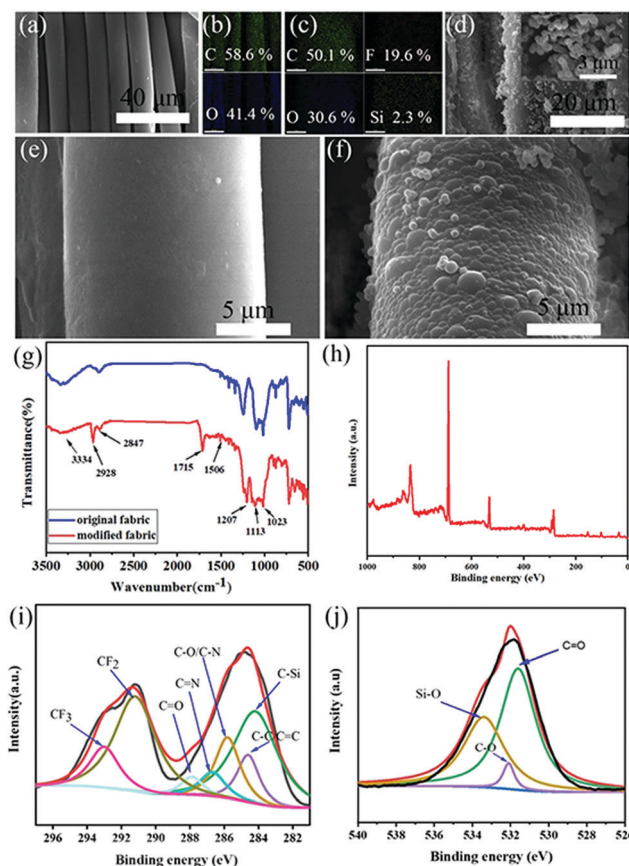 (a)
40 μm
(b)
C 58.6 %
O 41.4 %
(c)
C 50.1 %
F 19.6 %
O 30.6 %
Si 2.3 %
(d)
3 μm
20 μm
(e)
5 μm
(f)
5 μm
(g)
Transmittance(%)
3334
2928
2847
1715
1506
1207
1113
1023
original fabric
modified fabric
3500 3000 2500 2000 1500 1000 500
Wavenumber(cm⁻¹)
(h)
Intensity (a.u.)
1000 800 600 400 200 0
Binding energy (eV)
(i)
Intensity(a.u.)
CF₃
CF₂
C=O
C=N
C-O/C-N
C-Si
C-C/C=C
296 294 292 290 288 286 284 282
Binding energy (eV)
(j)
Intensity(a.u)
Si-O
C-O
C=O
540 538 536 534 532 530 528 526
Binding energy (eV)